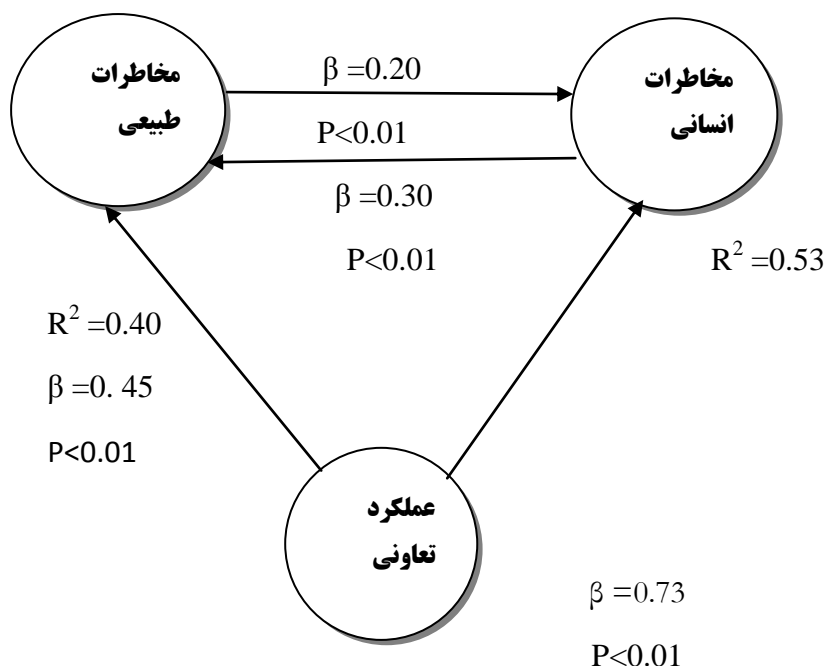 مخاطرات
طبیعی
β =0.20
P<0.01
β =0.30
P<0.01
مخاطرات
انسانی
R² =0.53
R² =0.40
β =0. 45
P<0.01
عملکرد
تعاونی
β =0.73
P<0.01